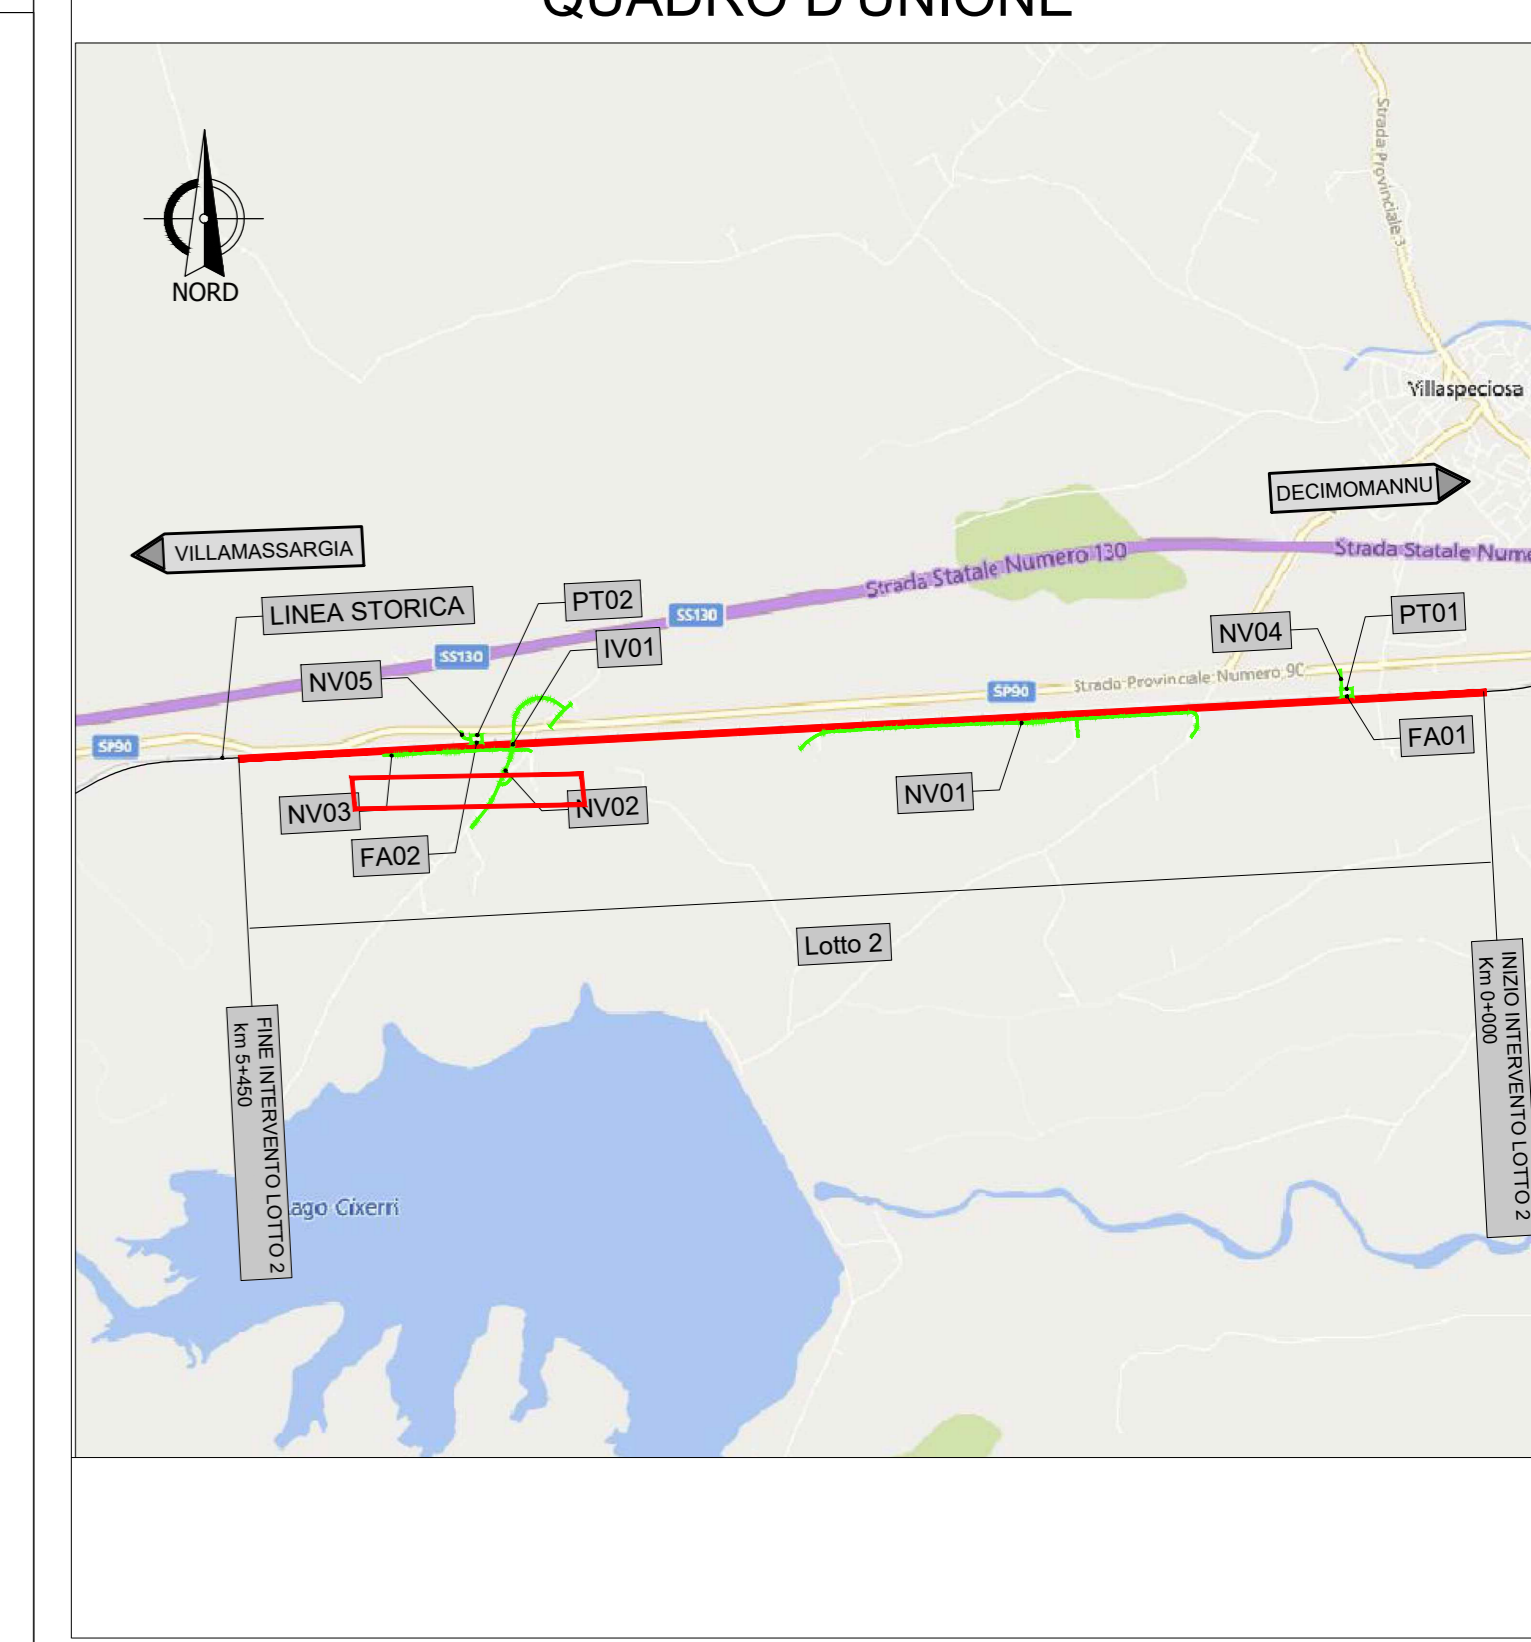 QUADRO D'UNIONE
NORD
Strada Provinciale 3
Villaspeciosa
DECIMOMANNU
VILLAMASSARGIA
Strada Statale Numero 130
Strada Statale Nume
LINEA STORICA
PT02
SS130
IV01
SS130
NV05
NV04
PT01
SP90
Strada Provinciale Numero 90
SP90
FA01
NV03
NV02
NV01
FA02
Lotto 2
FINE INTERVENTO LOTTO 2
km 5+450
INIZIO INTERVENTO LOTTO 2
Km 0+000
ago Cixerri